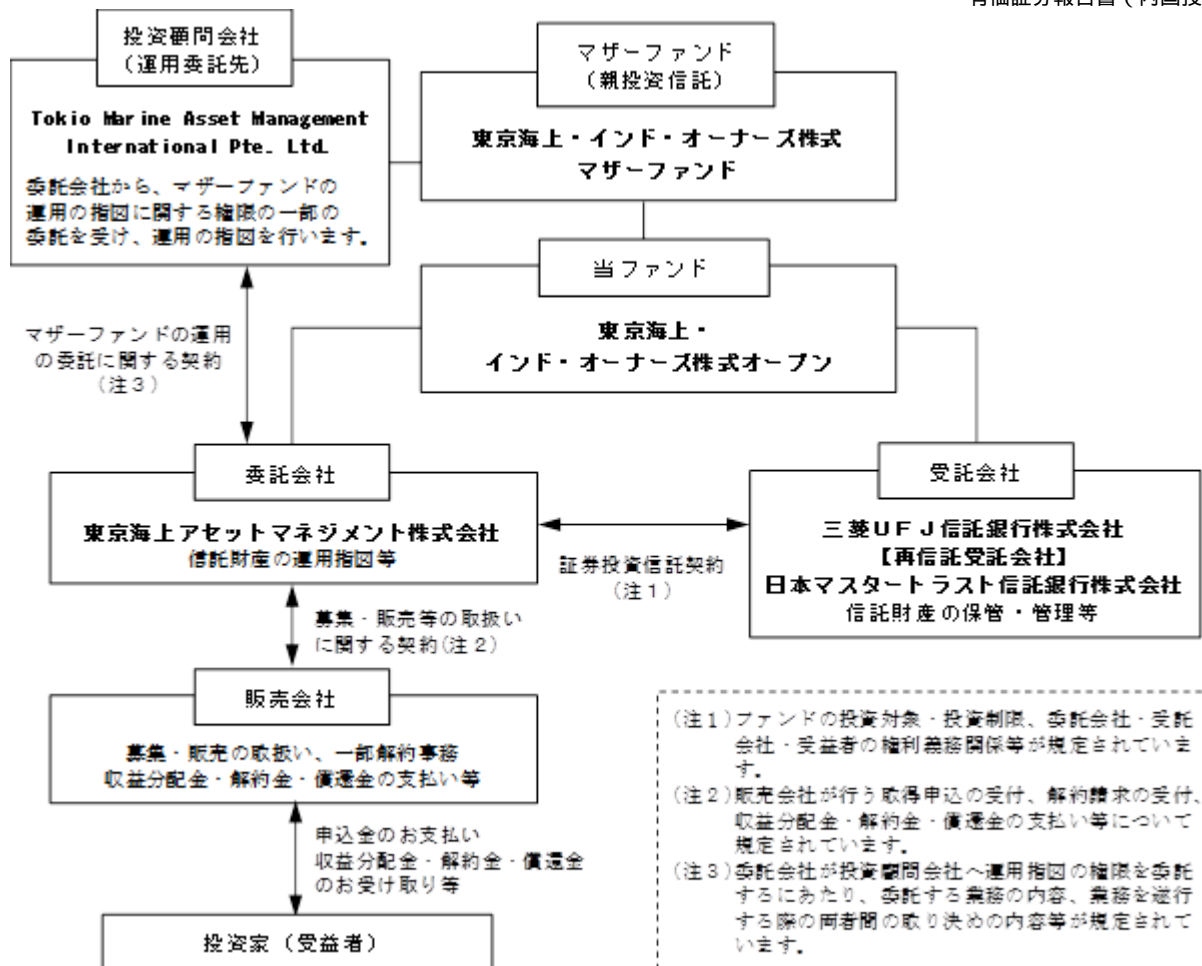 投資顧問会社
(運用委託先)
Tokio Marine Asset Management
International Pte. Ltd.
委託会社から、マザーファンドの
運用の指図に関する権限の一部の
委託を受け、運用の指図を行います。
マザーファンド
(親投資信託)
東京海上・インド・オーナーズ株式
マザーファンド
当ファンド
東京海上・
インド・オーナーズ株式オープン
マザーファンドの運用
の委託に関する契約
(注3)
委託会社
東京海上アセットマネジメント株式会社
信託財産の運用指図等
証券投資信託契約
(注1)
受託会社
三菱UFJ信託銀行株式会社
【再信託受託会社】
日本マスタートラスト信託銀行株式会社
信託財産の保管・管理等
募集・販売等の取扱い
に関する契約(注2)
販売会社
募集・販売の取扱い、一部解約事務
収益分配金・解約金・償還金の支払い等
申込金のお支払い
収益分配金・解約金・償還金
のお受け取り等
投資家(受益者)
(注1)ファンドの投資対象・投資制限、委託会社・受託
会社・受益者の権利義務関係等が規定されていま
す。
(注2)販売会社が行う取得申込の受付、解約請求の受付、
収益分配金・解約金・償還金の支払い等について
規定されています。
(注3)委託会社が投資顧問会社へ運用指図の権限を委託
するにあたり、委託する業務の内容、業務を遂行
する際の両者間の取り決めの内容等が規定されて
います。